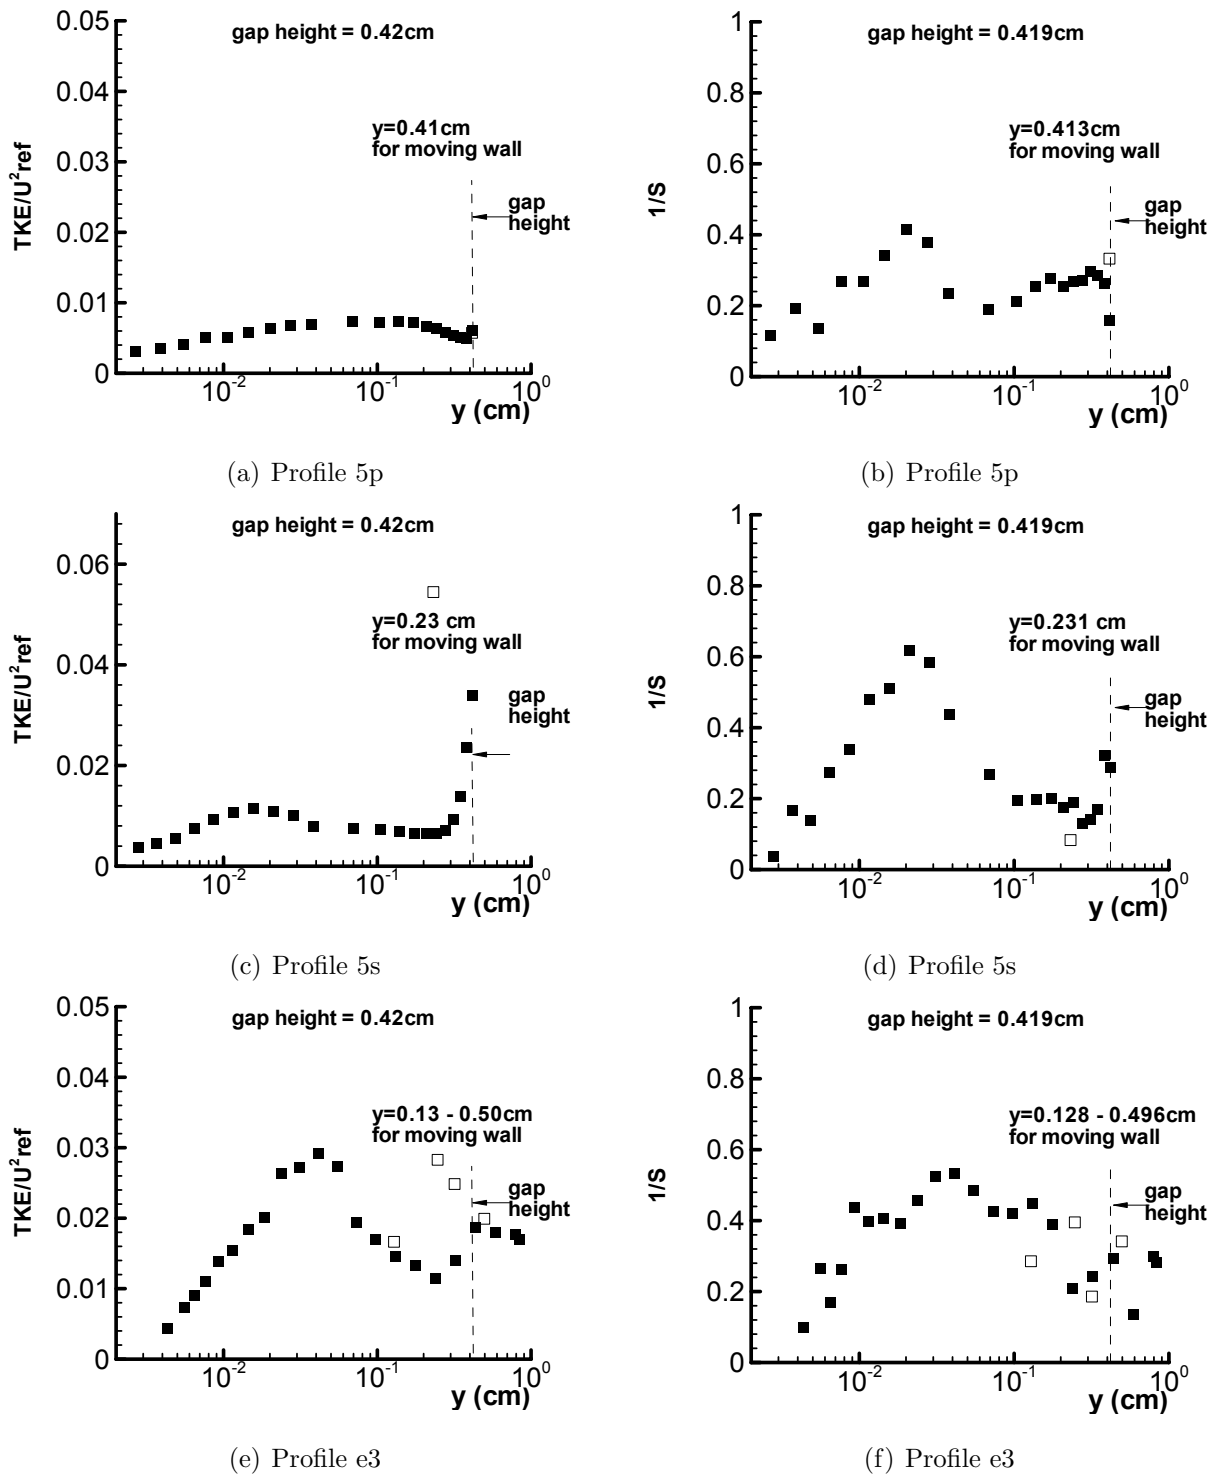 0.05
gap height = 0.42cm
0.04
y=0.41cm
for moving wall
0.03
TKE/U²ref
gap
height
0.02
0.01
0
10⁻²
10⁻¹
10⁰
y (cm)
(a) Profile 5p
1
gap height = 0.419cm
0.8
y=0.413cm
for moving wall
0.6
1/S
gap
height
0.4
0.2
0
10⁻²
10⁻¹
10⁰
y (cm)
(b) Profile 5p
gap height = 0.42cm
0.06
y=0.23 cm
for moving wall
TKE/U²ref
0.04
gap
height
0.02
0
10⁻²
10⁻¹
10⁰
y (cm)
(c) Profile 5s
1
gap height = 0.419cm
0.8
y=0.231 cm
for moving wall
0.6
1/S
gap
height
0.4
0.2
0
10⁻²
10⁻¹
10⁰
y (cm)
(d) Profile 5s
0.05
gap height = 0.42cm
0.04
y=0.13 - 0.50cm
for moving wall
0.03
TKE/U²ref
gap
height
0.02
0.01
0
10⁻²
10⁻¹
10⁰
y (cm)
(e) Profile e3
1
gap height = 0.419cm
0.8
y=0.128 - 0.496cm
for moving wall
0.6
1/S
gap
height
0.4
0.2
0
10⁻²
10⁻¹
10⁰
y (cm)
(f) Profile e3